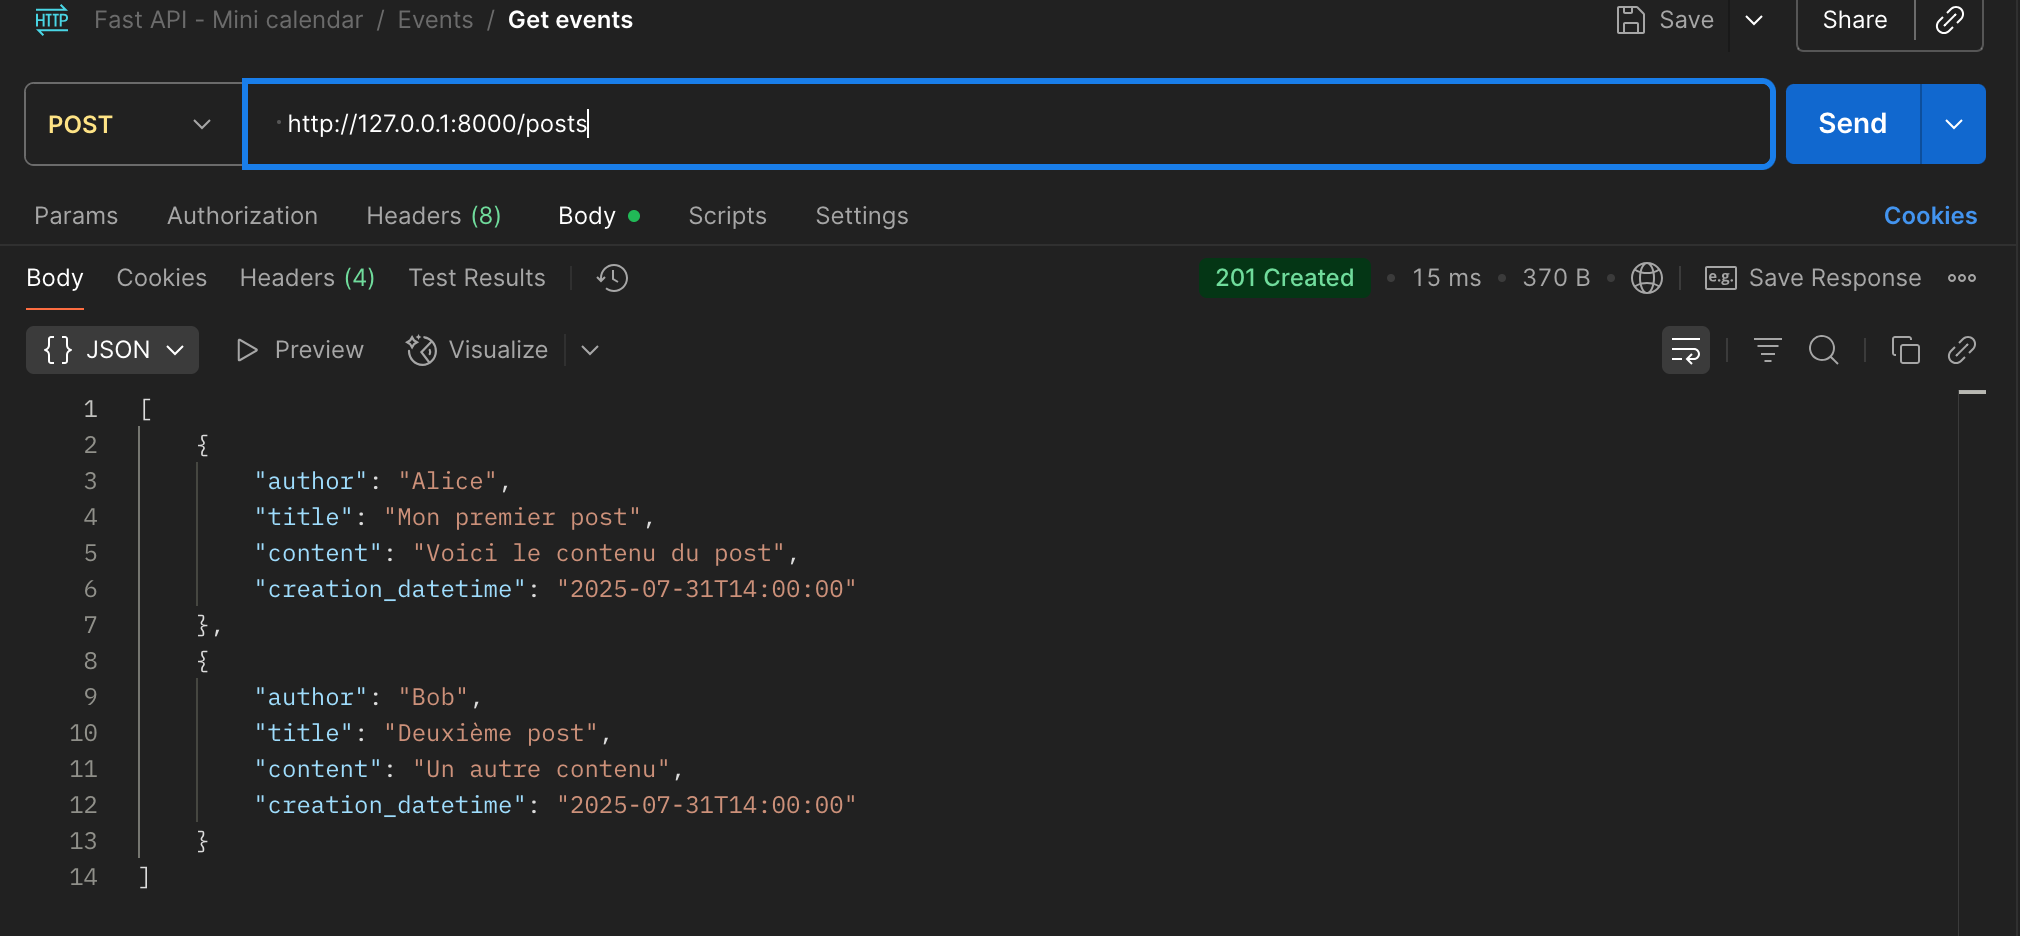 HTTP Fast API - Mini calendar / Events / Get events Save Share
POST http://127.0.0.1:8000/posts Send
Params Authorization Headers (8) Body Scripts Settings Cookies
Body Cookies Headers (4) Test Results 201 Created • 15 ms • 370 B • e.g. Save Response
{} JSON Preview Visualize
1 [
2 {
3 "author": "Alice",
4 "title": "Mon premier post",
5 "content": "Voici le contenu du post",
6 "creation_datetime": "2025-07-31T14:00:00"
7 },
8 {
9 "author": "Bob",
10 "title": "Deuxième post",
11 "content": "Un autre contenu",
12 "creation_datetime": "2025-07-31T14:00:00"
13 }
14 ]